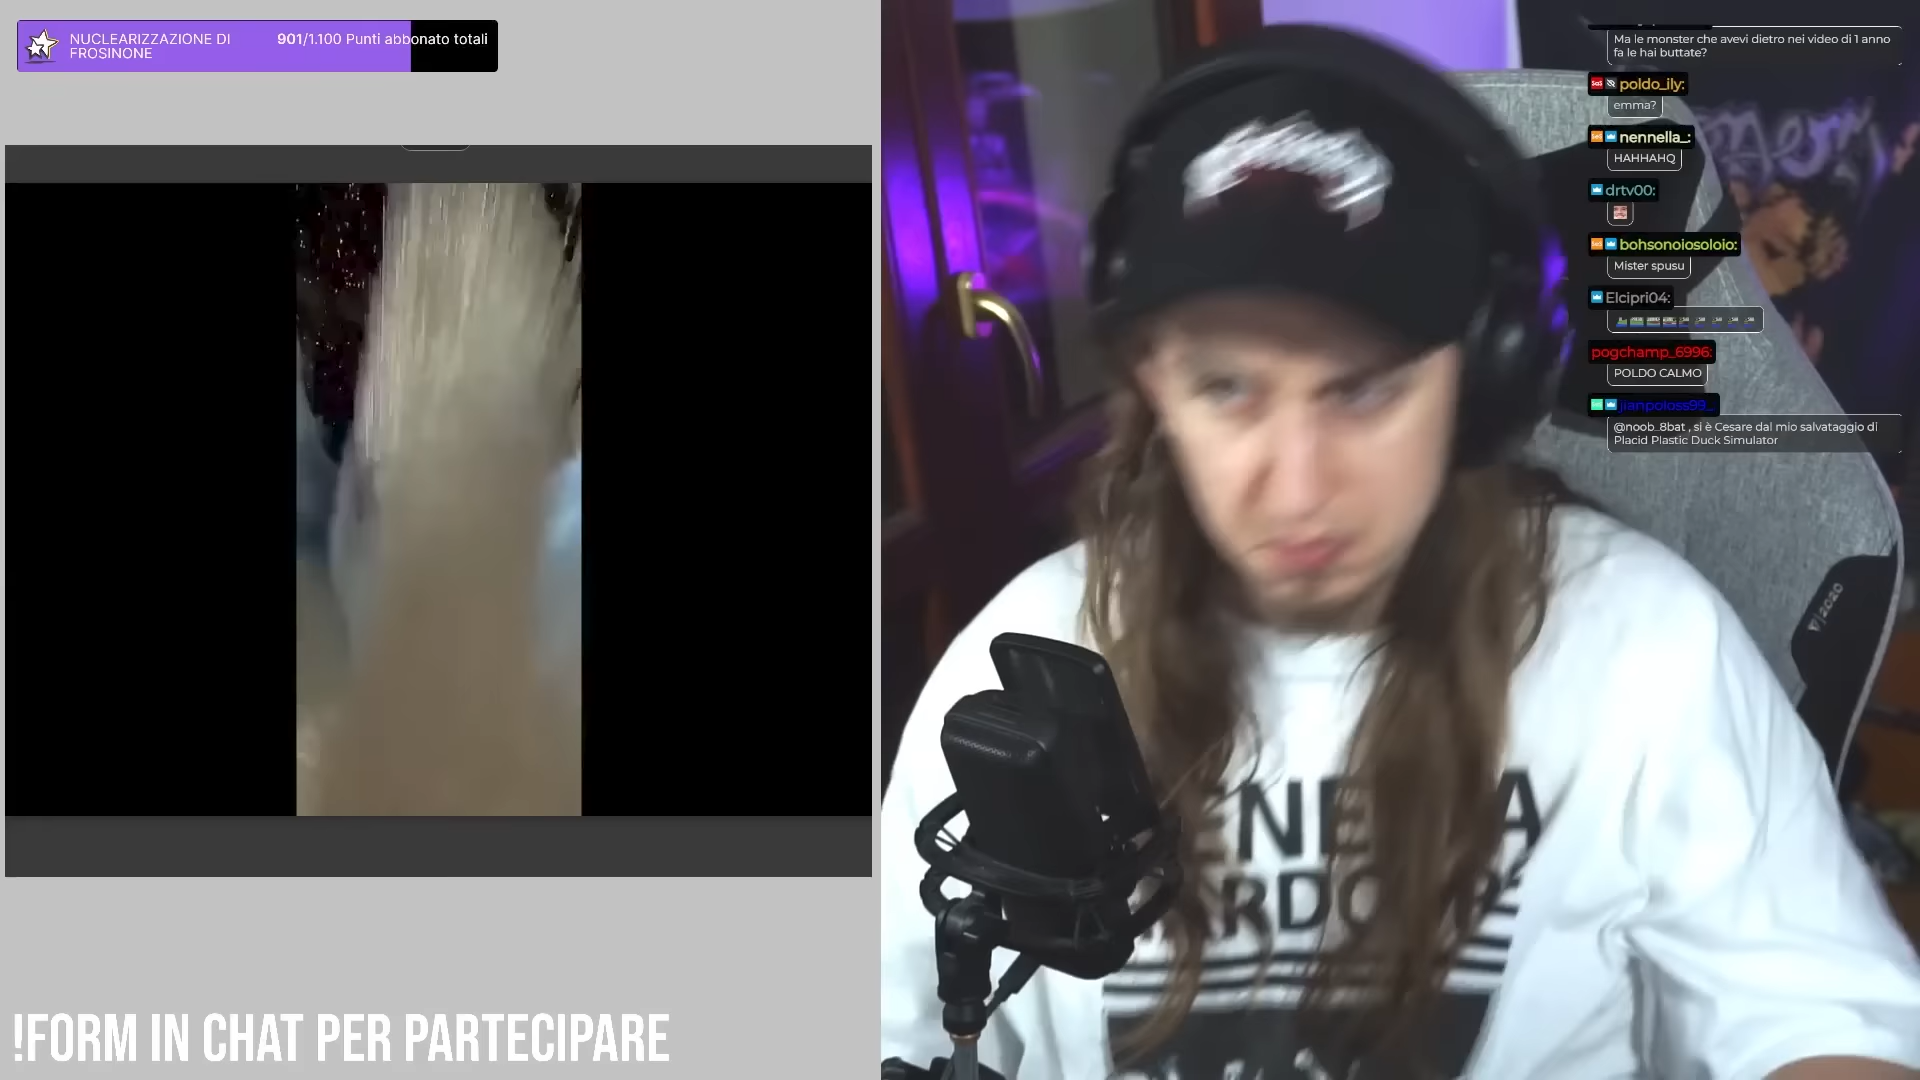 NUCLEARIZZAZIONE DI
FROSINONE
901/1.100 Punti abbonato totali
Ma le monster che avevi dietro nei video di 1 anno
fa le hai buttate?
poldo_ily:
emma?
nennella_:
HAHHAHQ
drtv00:
bohsonoiosoloio:
Mister spusu
Elcipri04:
pogchamp_6996:
POLDO CALMO
jianpoloss99_
@noob_8bat , si è Cesare dal mio salvataggio di
Placid Plastic Duck Simulator
2020
!FORM IN CHAT PER PARTECIPARE